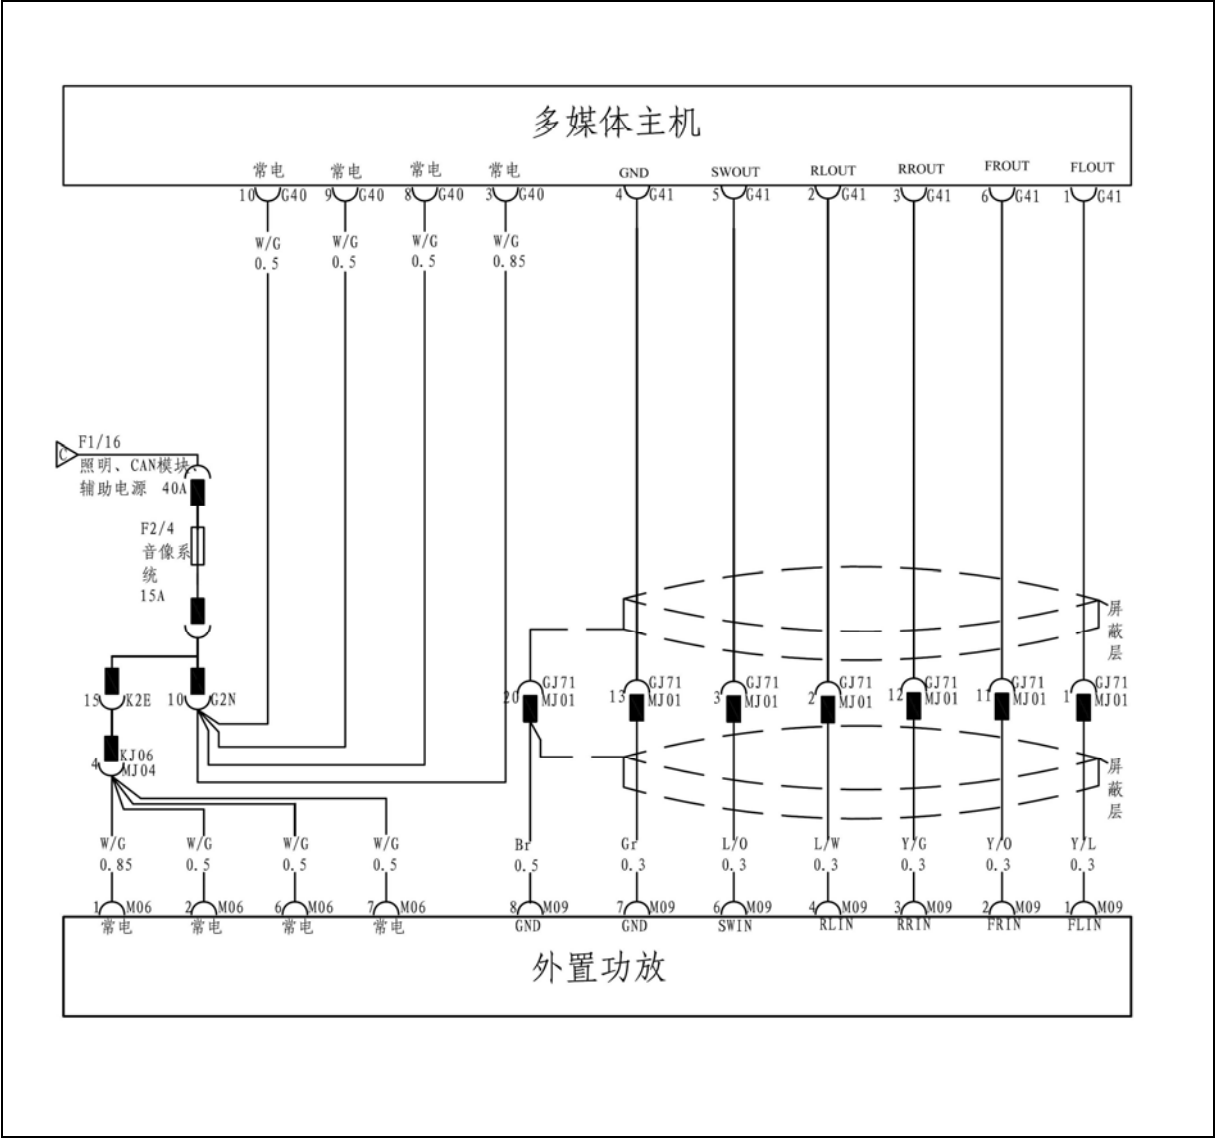 多媒体主机
常电 常电 常电 常电 GND SWOUT RLOUT RROUT FROUT FLOUT
10 G40 9 G40 8 G40 3 G40 4 G41 5 G41 2 G41 3 G41 6 G41 1 G41
W/G W/G W/G W/G
0.5 0.5 0.5 0.85
C F1/16
照明、CAN模块、
辅助电源 40A
F2/4
音像系
统
15A
屏
蔽
层
GJ71 GJ71 GJ71 GJ71 GJ71 GJ71 GJ71
15 K2E 10 G2N 20 MJ01 13 MJ01 3 MJ01 2 MJ01 12 MJ01 11 MJ01 1 MJ01
KJ06
4 MJ04
屏
蔽
层
W/G W/G W/G W/G Br Gr L/O L/W Y/G Y/O Y/L
0.85 0.5 0.5 0.5 0.5 0.3 0.3 0.3 0.3 0.3 0.3
1 M06 2 M06 6 M06 7 M06 8 M09 7 M09 6 M09 4 M09 3 M09 2 M09 1 M09
常电 常电 常电 常电 GND GND SWIN RLIN RRIN FRIN FLIN
外置功放